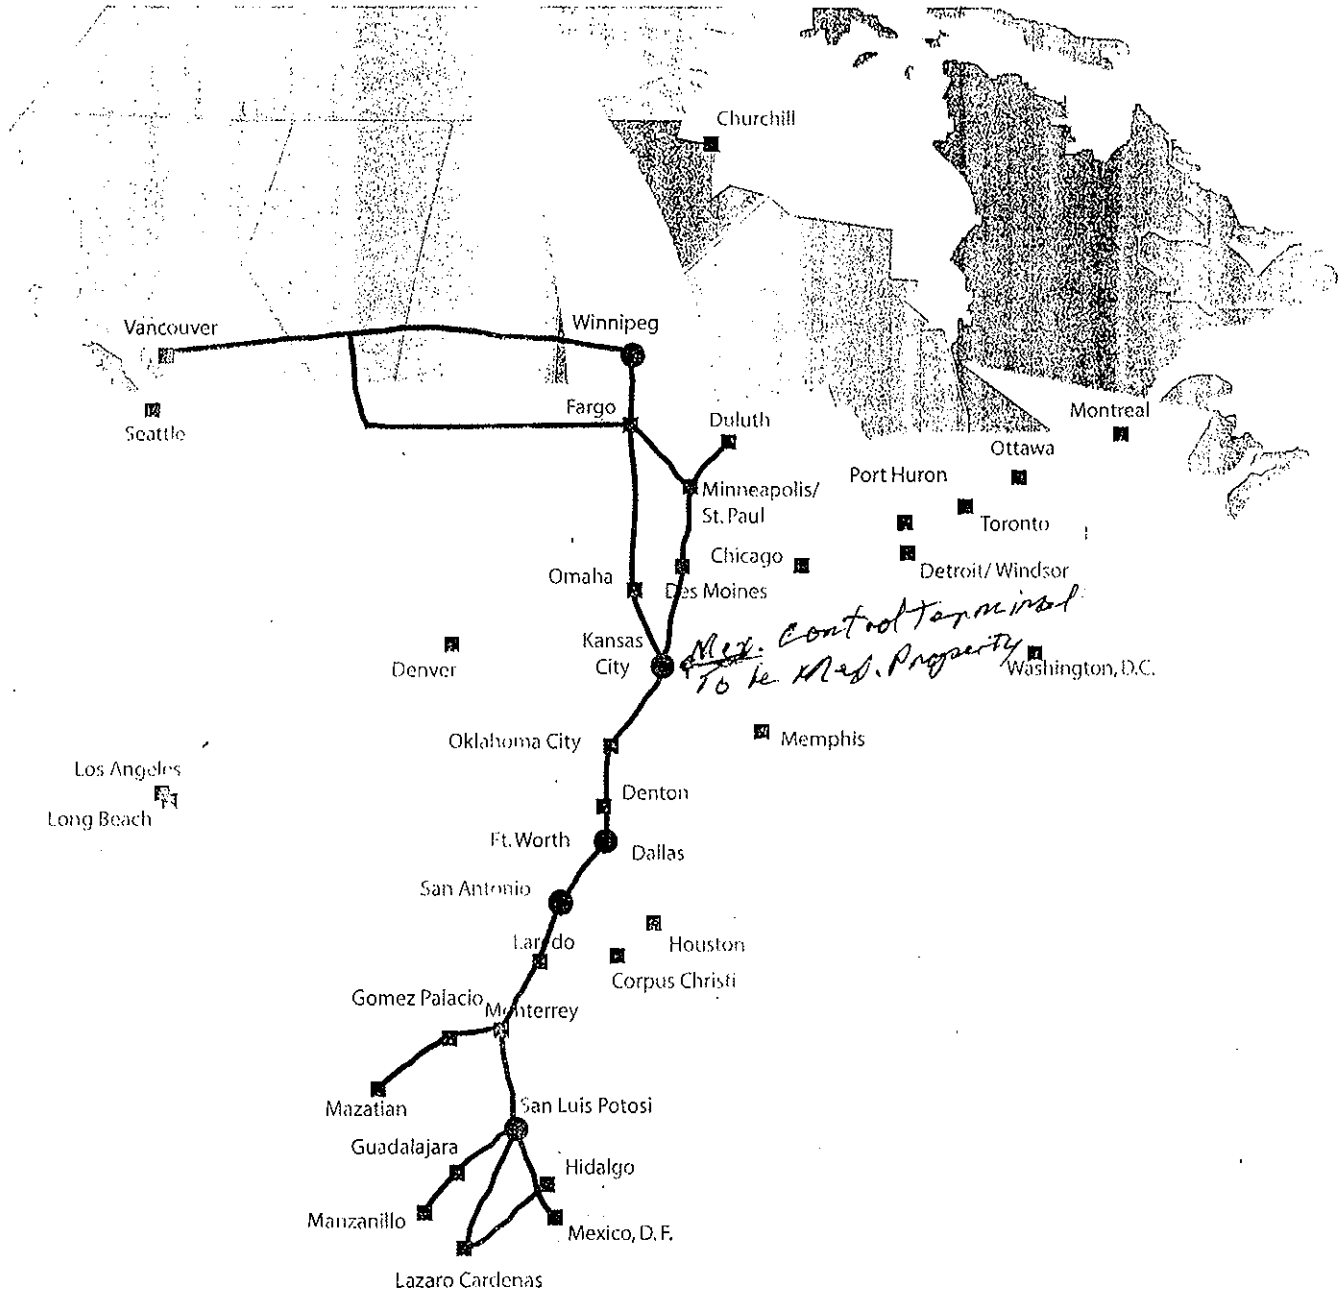 Churchill
Vancouver
Winnipeg
Seattle
Fargo
Duluth
Montreal
Ottawa
Port Huron
Minneapolis/
St. Paul
Toronto
Chicago
Detroit/ Windsor
Omaha
Des Moines
Kansas
City
Mex. Control Terminal
To be Mex. Property
Denver
Washington, D.C.
Oklahoma City
Memphis
Los Angeles
Long Beach
Denton
Ft. Worth
Dallas
San Antonio
Laredo
Houston
Corpus Christi
Gomez Palacio
Monterrey
Mazatlan
San Luis Potosi
Guadalajara
Hidalgo
Manzanillo
Mexico, D. F.
Lazaro Cardenas